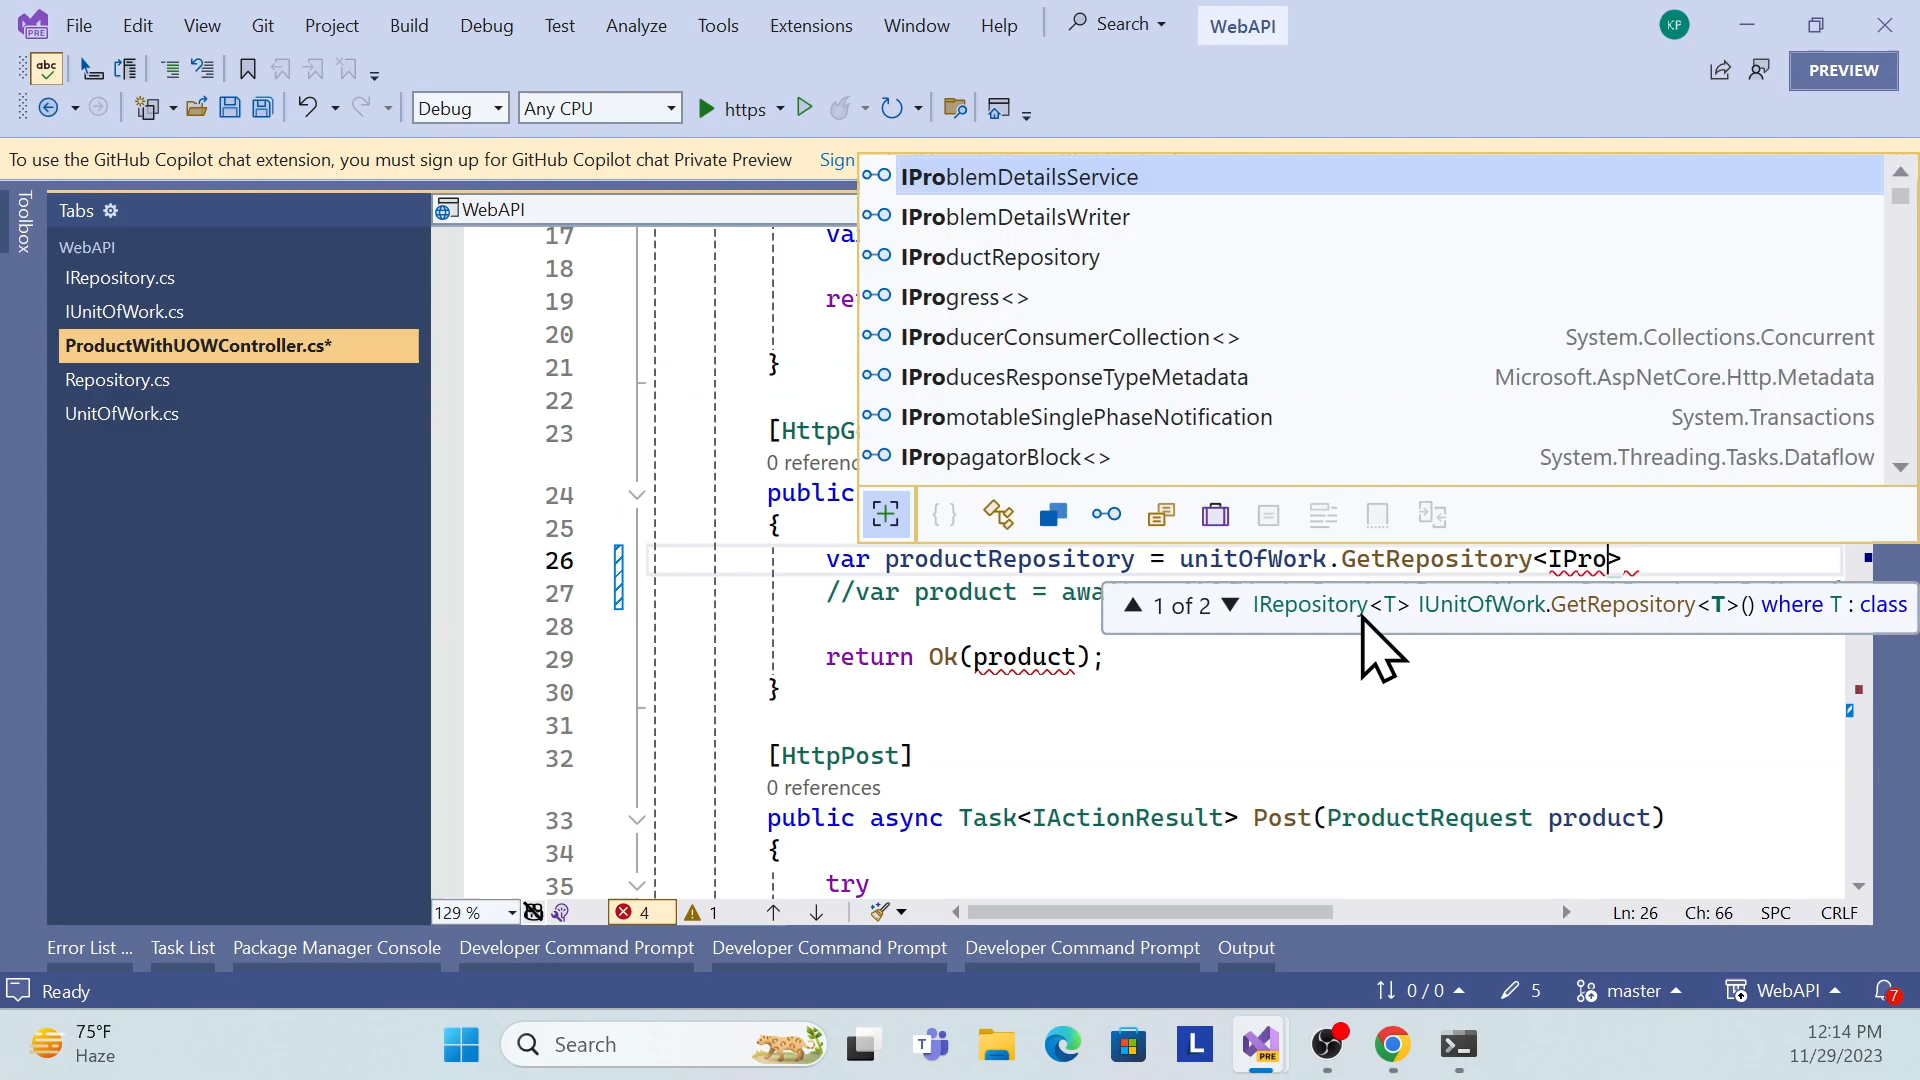 File Edit View Git Project Build Debug Test Analyze Tools Extensions Window Help Search WebAPI KP
abc PREVIEW
Debug Any CPU https
To use the GitHub Copilot chat extension, you must sign up for GitHub Copilot chat Private Preview Sign
Toolbox
Tabs
WebAPI
IRepository.cs
IUnitOfWork.cs
ProductWithUOWController.cs*
Repository.cs
UnitOfWork.cs
WebAPI
IProblemDetailsService
IProblemDetailsWriter
IProductRepository
IProgress<>
IProducerConsumerCollection<> System.Collections.Concurrent
IProducesResponseTypeMetadata Microsoft.AspNetCore.Http.Metadata
IPromotableSinglePhaseNotification System.Transactions
IPropagatorBlock<> System.Threading.Tasks.Dataflow
17 va
18
19 re
20
21 }
22
23 [HttpG
0 referenc
24 public
25 {
26 var productRepository = unitOfWork.GetRepository<IPro>
27 //var product = awa
1 of 2 IRepository<T> IUnitOfWork.GetRepository<T>() where T : class
28
29 return Ok(product);
30 }
31
32 [HttpPost]
0 references
33 public async Task<IActionResult> Post(ProductRequest product)
34 {
35 try
129 % 4 1 Ln: 26 Ch: 66 SPC CRLF
Error List ... Task List Package Manager Console Developer Command Prompt Developer Command Prompt Developer Command Prompt Output
Ready 0 / 0 5 master WebAPI 7
75°F
Haze
Search
L
PRE
12:14 PM
11/29/2023